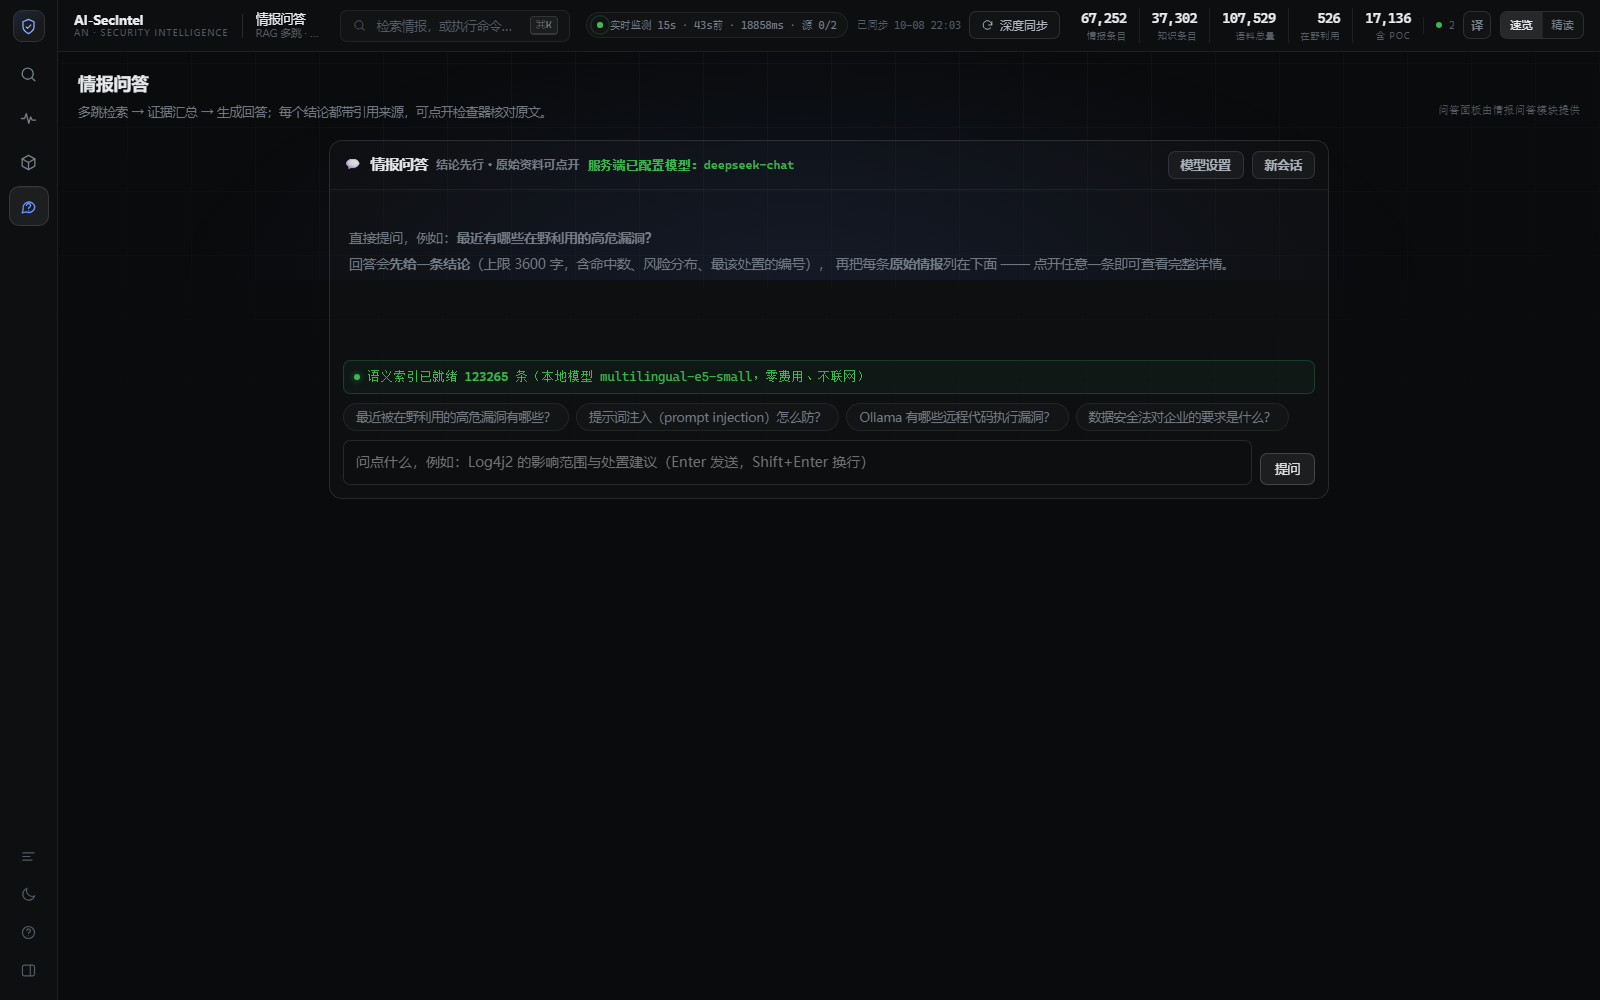 AI-SecIntel
AN · SECURITY INTELLIGENCE
情报问答
RAG 多跳 · ...
检索情报，或执行命令... ⌘K
实时监测 15s · 43s前 · 18858ms · 源 0/2
已同步 10-08 22:03
深度同步
67,252
情报条目
37,302
知识条目
107,529
语料总量
526
在野利用
17,136
含 POC
2
译
速览
精读
情报问答
多跳检索 → 证据汇总 → 生成回答；每个结论都带引用来源，可点开检查器核对原文。
问答面板由情报问答模块提供
情报问答 结论先行 · 原始资料可点开 服务端已配置模型：deepseek-chat
模型设置
新会话
直接提问，例如：最近有哪些在野利用的高危漏洞？
回答会先给一条结论（上限 3600 字，含命中数、风险分布、最该处置的编号），再把每条原始情报列在下面 —— 点开任意一条即可查看完整详情。
语义索引已就绪 123265 条（本地模型 multilingual-e5-small，零费用、不联网）
最近被在野利用的高危漏洞有哪些？
提示词注入（prompt injection）怎么防？
Ollama 有哪些远程代码执行漏洞？
数据安全法对企业的要求是什么？
问点什么，例如：Log4j2 的影响范围与处置建议（Enter 发送，Shift+Enter 换行）
提问